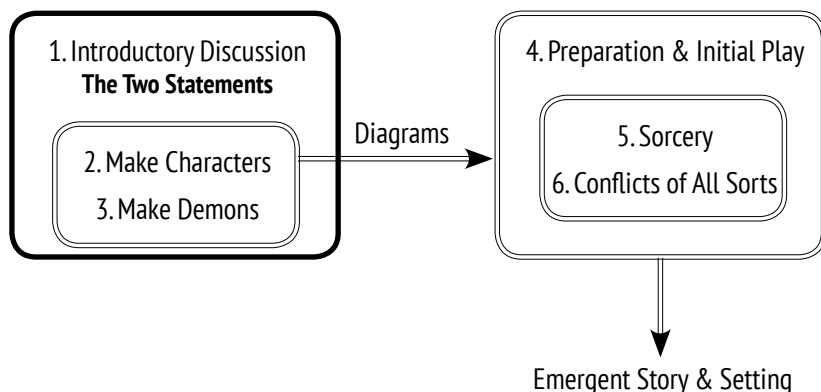 1. Introductory Discussion
The Two Statements
2. Make Characters
3. Make Demons
Diagrams
4. Preparation & Initial Play
5. Sorcery
6. Conflicts of All Sorts
Emergent Story & Setting